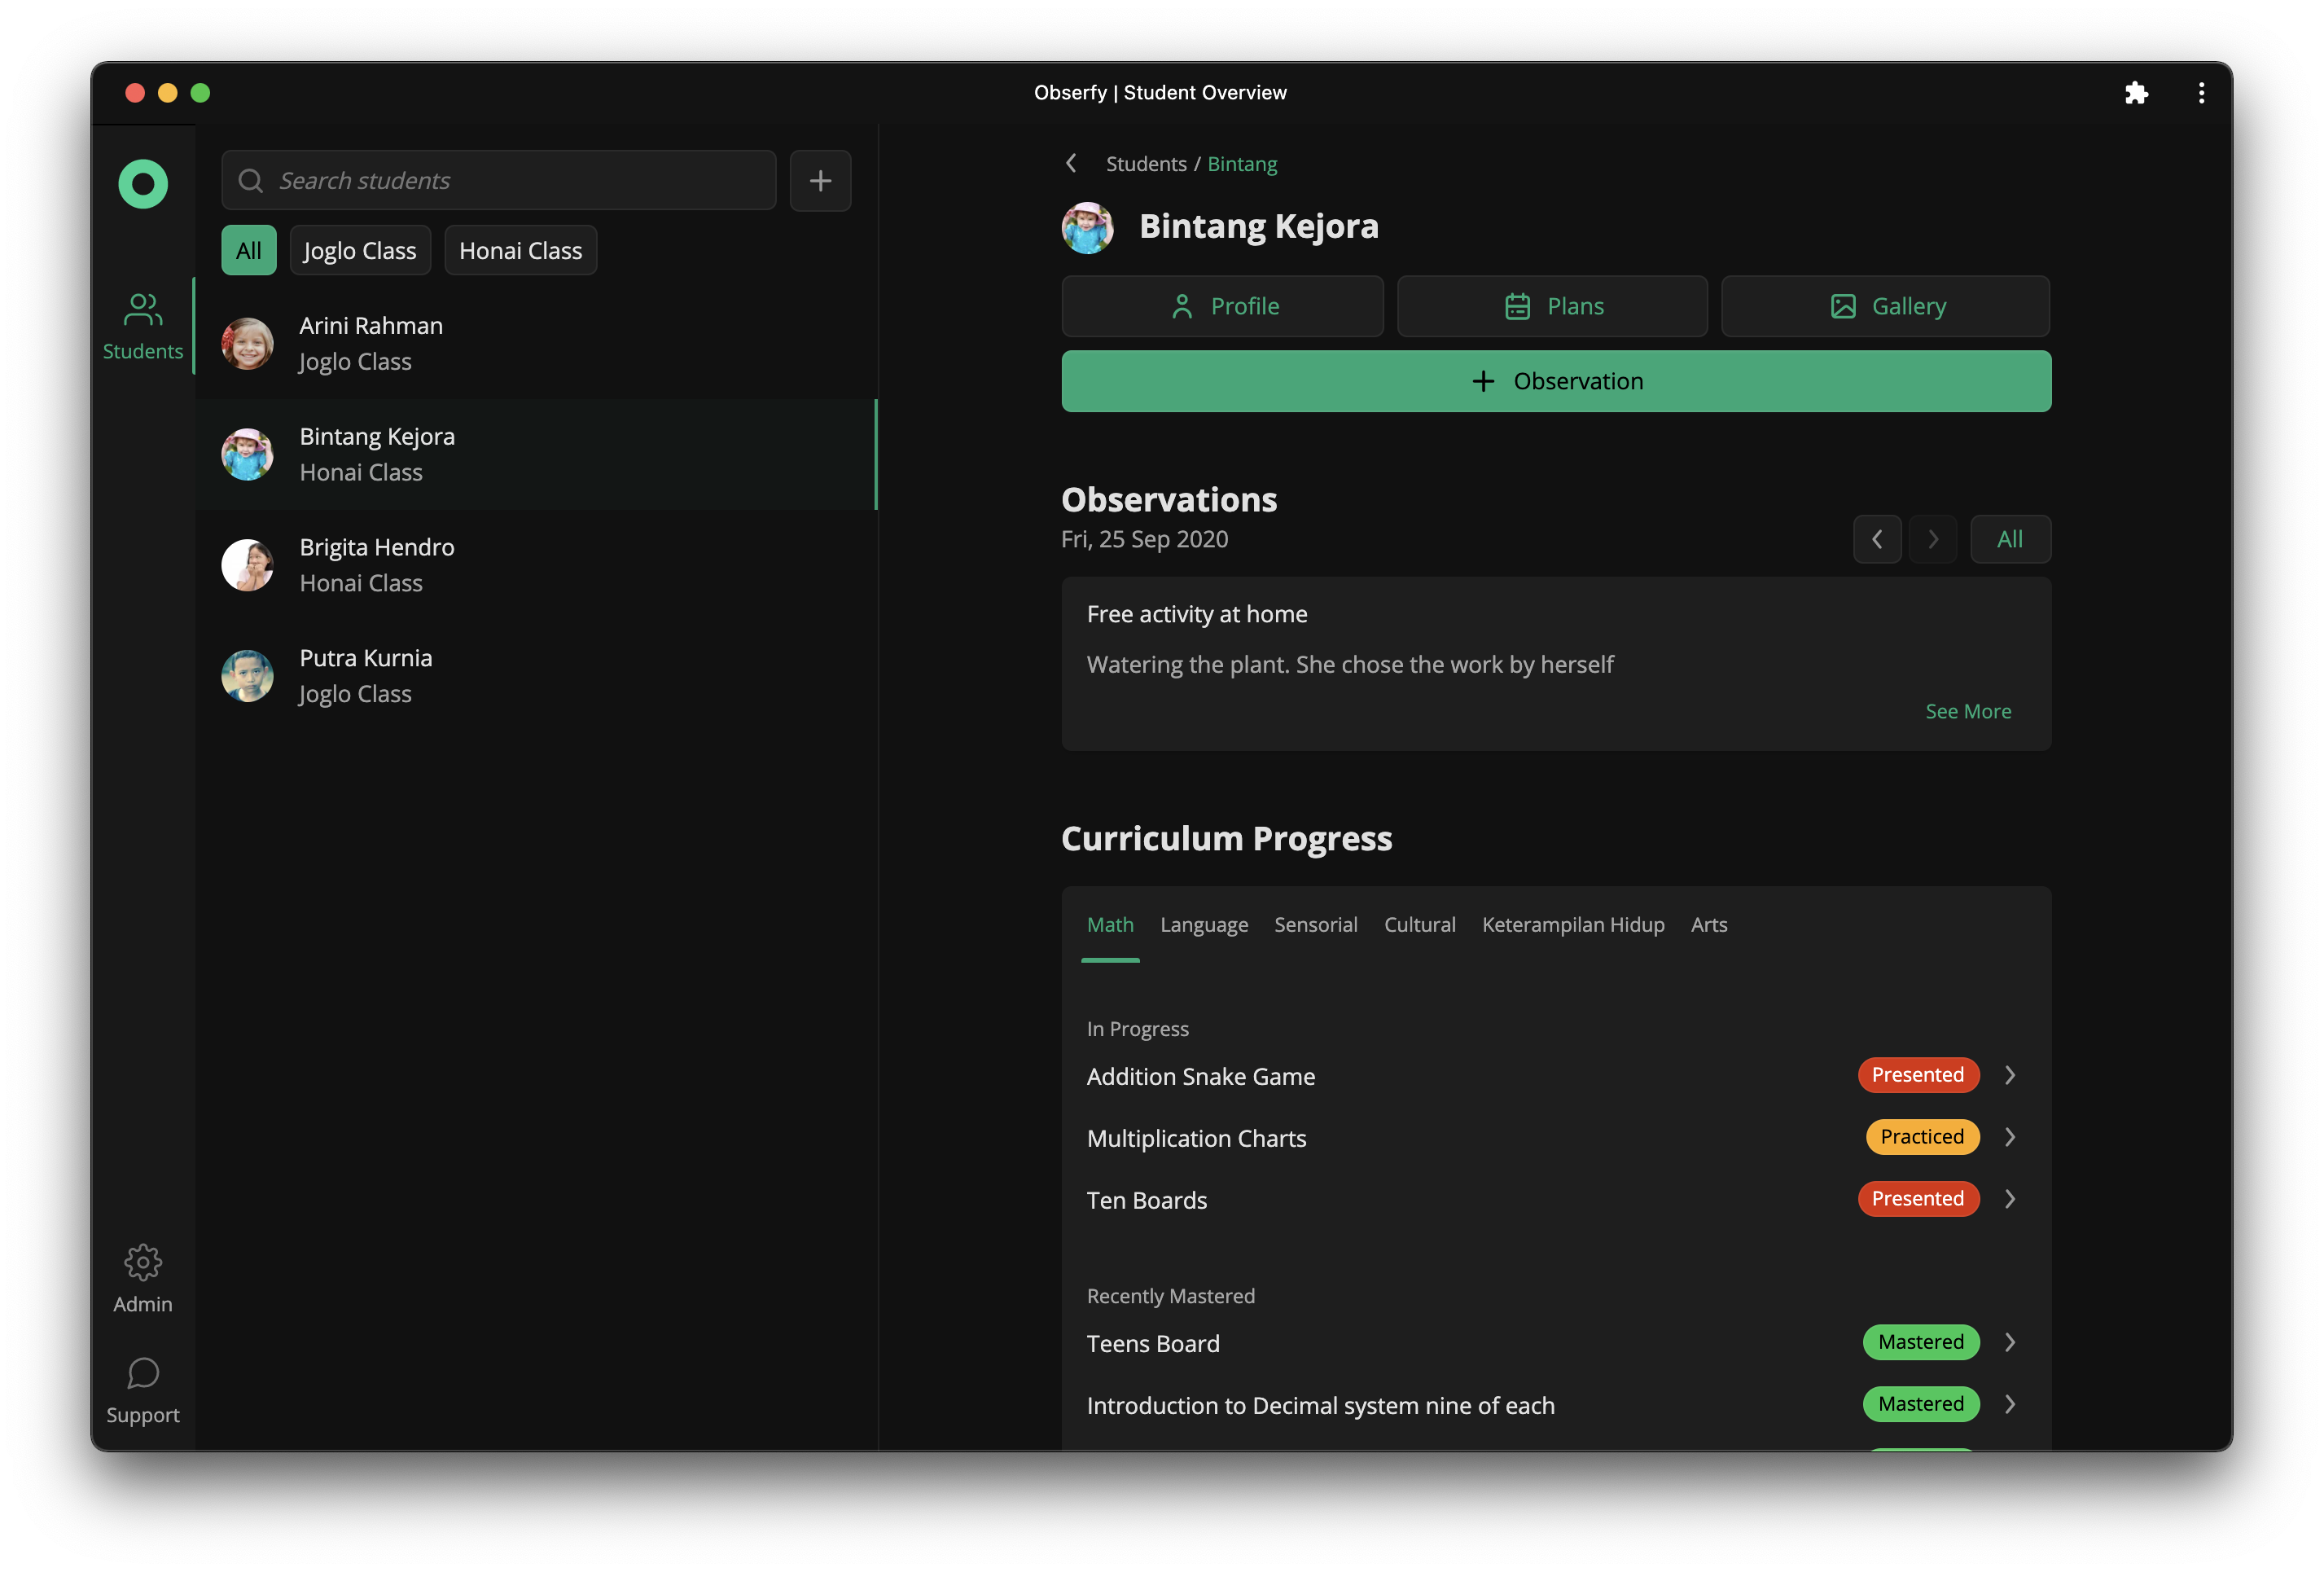 Obserfy | Student Overview
Search students
All
Joglo Class
Honai Class
Students
Arini Rahman
Joglo Class
Bintang Kejora
Honai Class
Brigita Hendro
Honai Class
Putra Kurnia
Joglo Class
Admin
Support
Students / Bintang
Bintang Kejora
Profile
Plans
Gallery
+ Observation
Observations
Fri, 25 Sep 2020
All
Free activity at home
Watering the plant. She chose the work by herself
See More
Curriculum Progress
Math Language Sensorial Cultural Keterampilan Hidup Arts
In Progress
Addition Snake Game Presented
Multiplication Charts Practiced
Ten Boards Presented
Recently Mastered
Teens Board Mastered
Introduction to Decimal system nine of each Mastered